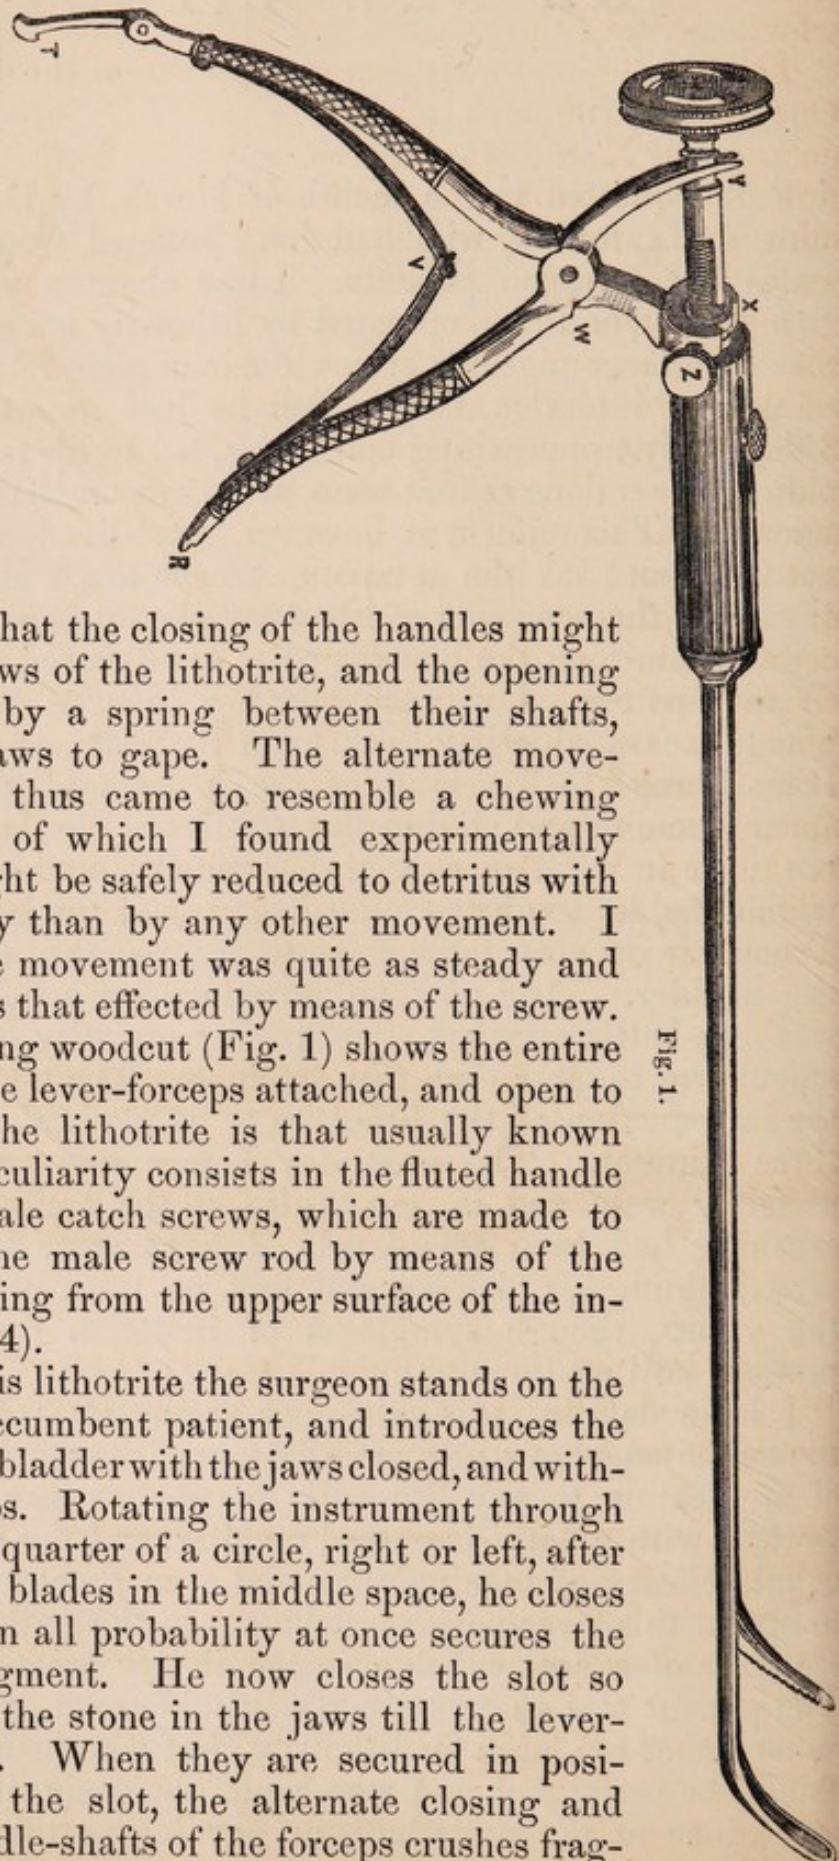 T
Y
V
X
W
Z
R
hat the closing of the handles might
ws of the lithotrite, and the opening
by a spring between their shafts,
aws to gape. The alternate move-
thus came to resemble a chewing
of which I found experimentally
ght be safely reduced to detritus with
y than by any other movement. I
e movement was quite as steady and
s that effected by means of the screw.
ng woodcut (Fig. 1) shows the entire
e lever-forceps attached, and open to
he lithotrite is that usually known
culiarity consists in the fluted handle
ale catch screws, which are made to
ne male screw rod by means of the
ing from the upper surface of the in-
4).
is lithotrite the surgeon stands on the
ecumbent patient, and introduces the
bladder with the jaws closed, and with-
s. Rotating the instrument through
quarter of a circle, right or left, after
blades in the middle space, he closes
n all probability at once secures the
gment. He now closes the slot so
the stone in the jaws till the lever-
. When they are secured in posi-
the slot, the alternate closing and
dle-shafts of the forceps crushes frag-
Fig. 1.